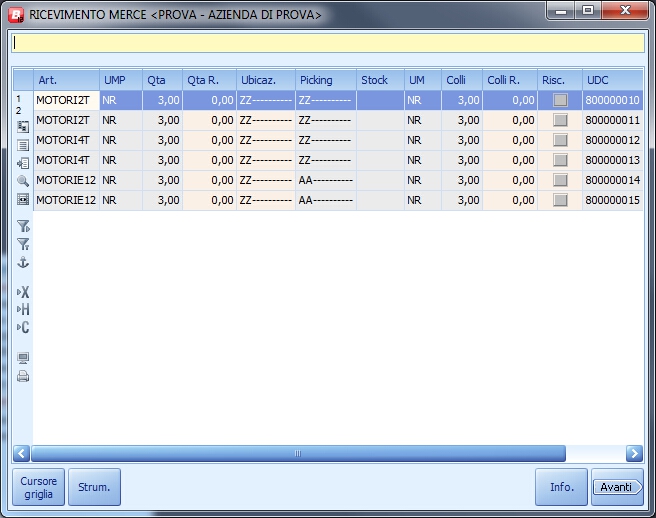 RICEVIMENTO MERCE <PROVA - AZIENDA DI PROVA>
Art. UMP Qta Qta R. Ubicaz. Picking Stock UM Colli Colli R. Risc. UDC
1 MOTORI2T NR 3,00 0,00 ZZ---------- ZZ---------- NR 3,00 0,00 800000010
2 MOTORI2T NR 3,00 0,00 ZZ---------- ZZ---------- NR 3,00 0,00 800000011
MOTORI4T NR 3,00 0,00 ZZ---------- ZZ---------- NR 3,00 0,00 800000012
MOTORI4T NR 3,00 0,00 ZZ---------- ZZ---------- NR 3,00 0,00 800000013
MOTORIE12 NR 3,00 0,00 ZZ---------- AA---------- NR 3,00 0,00 800000014
MOTORIE12 NR 3,00 0,00 ZZ---------- AA---------- NR 3,00 0,00 800000015
X
H
C
Cursore griglia
Strum.
Info.
Avanti